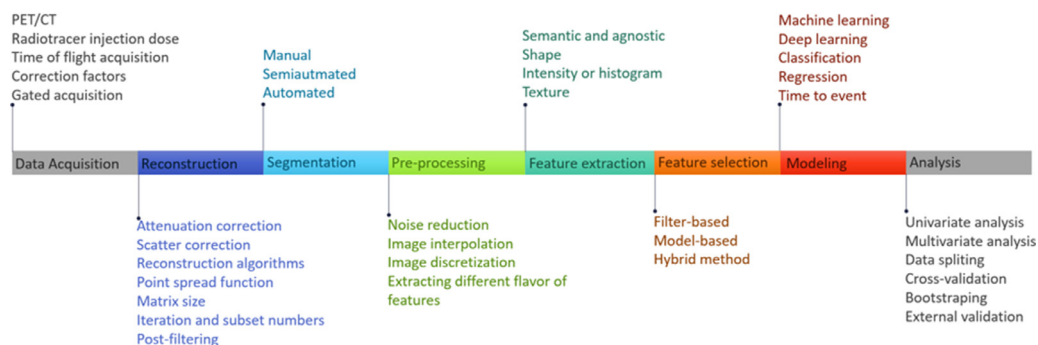 PET/CT
Radiotracer injection dose
Time of flight acquisition
Correction factors
Gated acquisition
Manual
Semiautmated
Automated
Semantic and agnostic
Shape
Intensity or histogram
Texture
Machine learning
Deep learning
Classification
Regression
Time to event
Data Acquisition
Reconstruction
Segmentation
Pre-processing
Feature extraction
Feature selection
Modeling
Analysis
Attenuation correction
Scatter correction
Reconstruction algorithms
Point spread function
Matrix size
Iteration and subset numbers
Post-filtering
Noise reduction
Image interpolation
Image discretization
Extracting different flavor of
features
Filter-based
Model-based
Hybrid method
Univariate analysis
Multivariate analysis
Data spliting
Cross-validation
Bootstraping
External validation